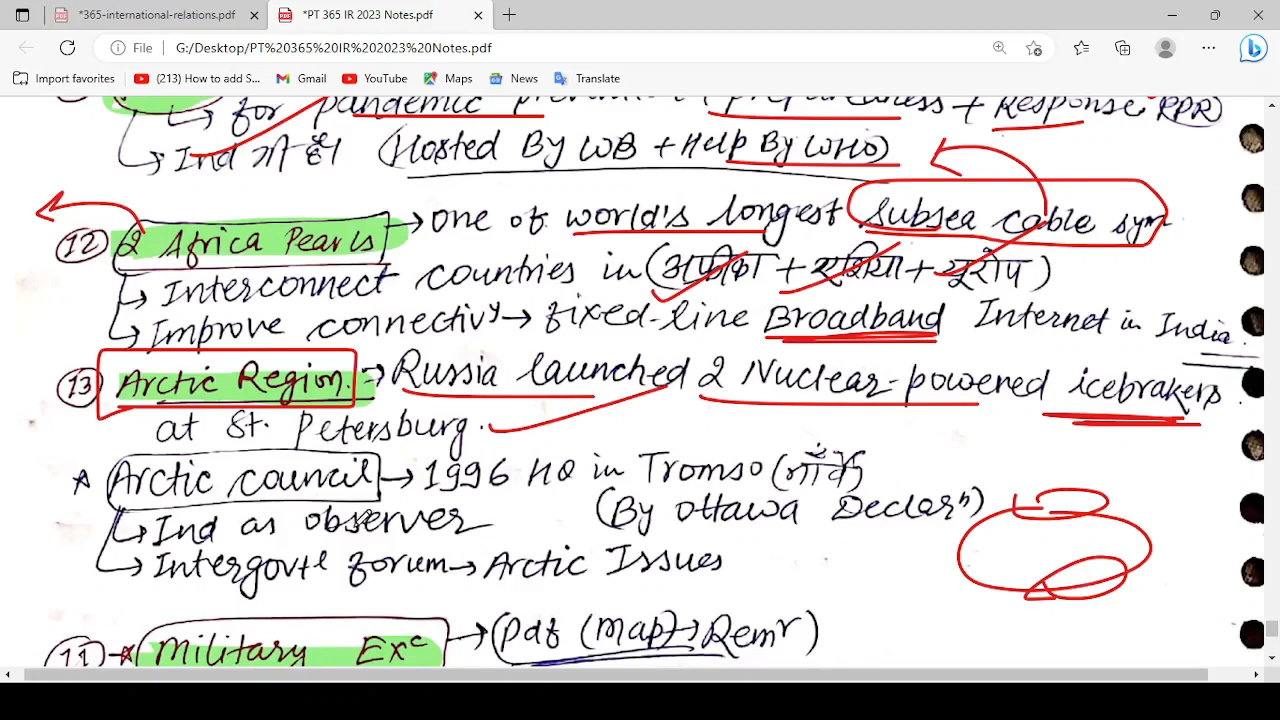 *365-international-relations.pdf
*PT 365 IR 2023 Notes.pdf
File G:/Desktop/PT%20365%20IR%202023%20Notes.pdf
Import favorites (213) How to add S... Gmail YouTube Maps News Translate
for pandemic prevention (preparedness + Response PPR)
Ind भी है। (Hosted By WB + Help By WHO)
12 2 Africa Pearls → One of world's longest subsea cable sym
Interconnect countries in (अफ्रीका + एशिया + यूरोप)
Improve connectivy → fixed-line Broadband Internet in India.
13 Arctic Region. → Russia launched 2 Nuclear-powered icebrakers.
at St. Petersburg.
* Arctic council → 1996 HQ in Tromso (नॉर्वे)
Ind as observer (By Ottawa Declarⁿ)
Intergovtl forum → Arctic Issues
11 * Military Exᶜ → (Pdf (map) → Remr)